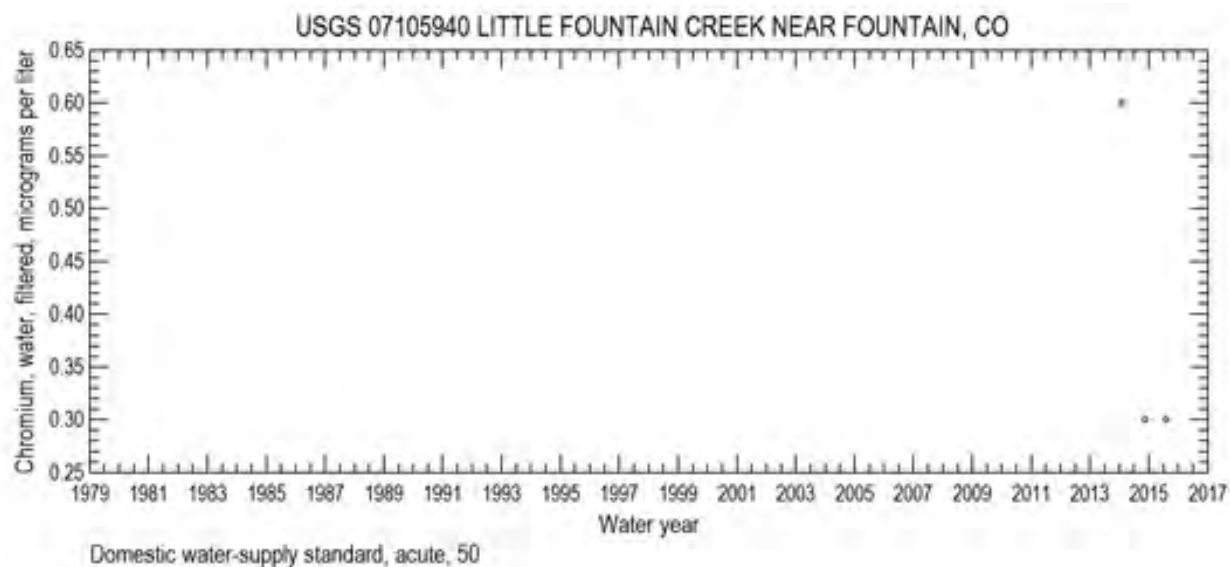 USGS 07105940 LITTLE FOUNTAIN CREEK NEAR FOUNTAIN, CO
Chromium, water, filtered, micrograms per liter
0.65
0.60
0.55
0.50
0.45
0.40
0.35
0.30
0.25
1979 1981 1983 1985 1987 1989 1991 1993 1995 1997 1999 2001 2003 2005 2007 2009 2011 2013 2015 2017
Water year
Domestic water-supply standard, acute, 50